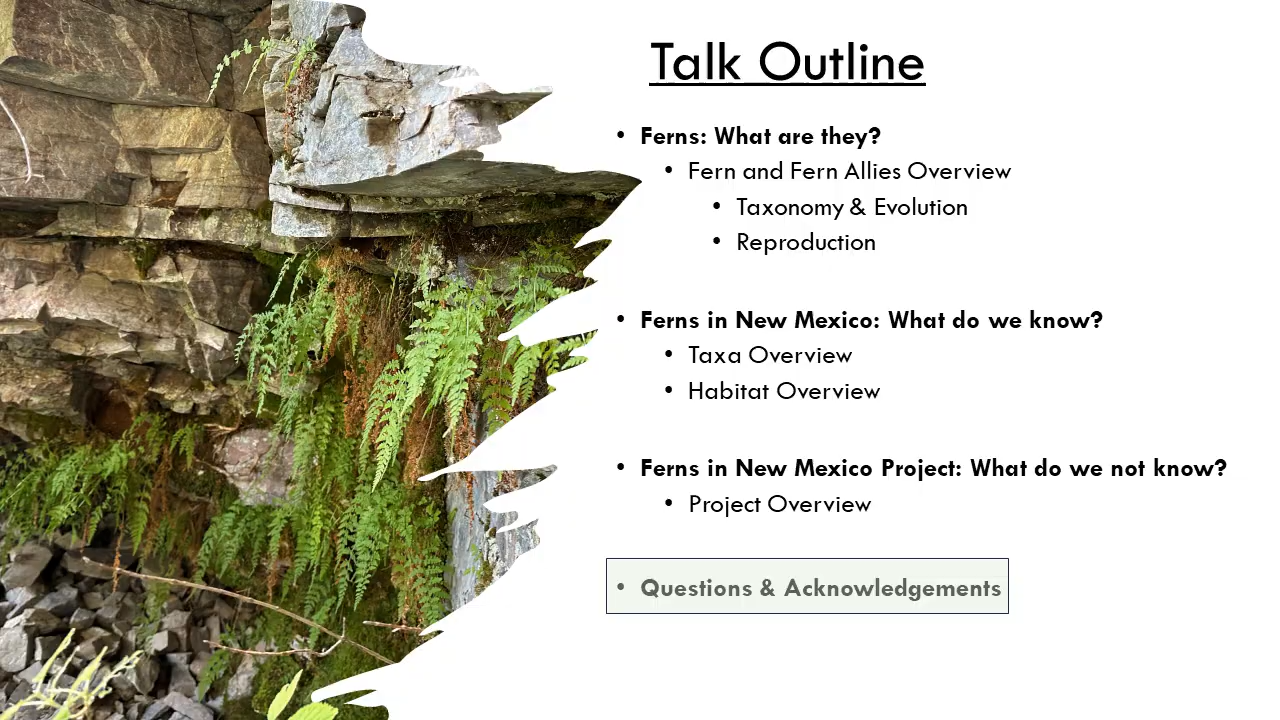 Talk Outline
• Ferns: What are they?
• Fern and Fern Allies Overview
• Taxonomy & Evolution
• Reproduction
• Ferns in New Mexico: What do we know?
• Taxa Overview
• Habitat Overview
• Ferns in New Mexico Project: What do we not know?
• Project Overview
• Questions & Acknowledgements